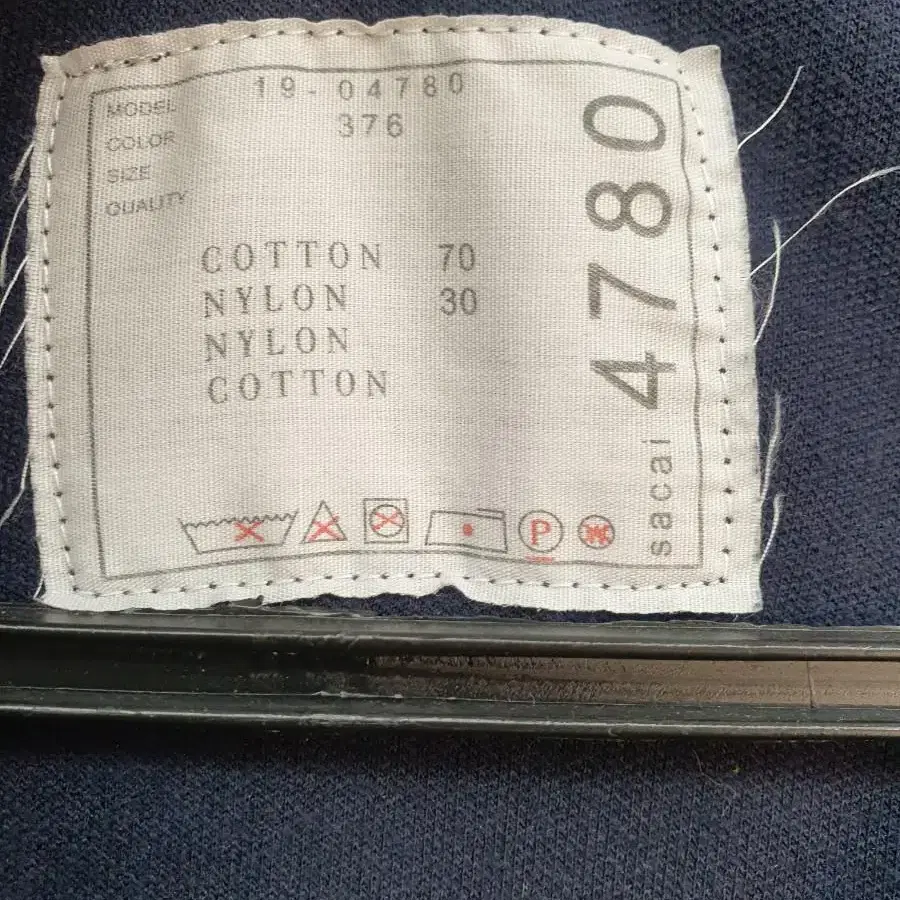 MODEL 19-04780
COLOR 376
SIZE
QUALITY
COTTON 70
NYLON 30
NYLON
COTTON
P
W
sacai 4780